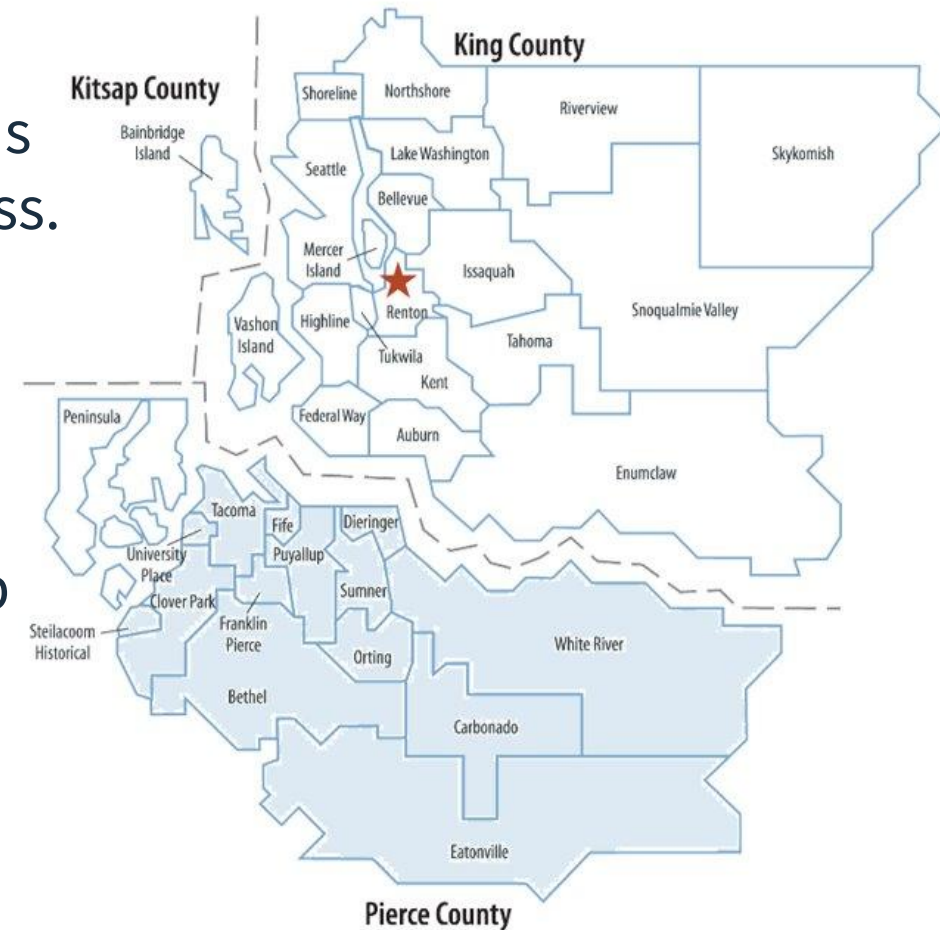 King County
Kitsap County
s
ss.
Bainbridge
Island
Shoreline
Northshore
Riverview
Skykomish
Seattle
Lake Washington
Bellevue
Mercer
Island
Issaquah
Renton
Snoqualmie Valley
Vashon
Island
Highline
Tukwila
Tahoma
Kent
Federal Way
Auburn
Enumclaw
Peninsula
Tacoma
Fife
Dieringer
University
Place
Puyallup
Clover Park
Sumner
Franklin
Pierce
Steilacoom
Historical
Orting
White River
Bethel
Carbonado
Eatonville
Pierce County